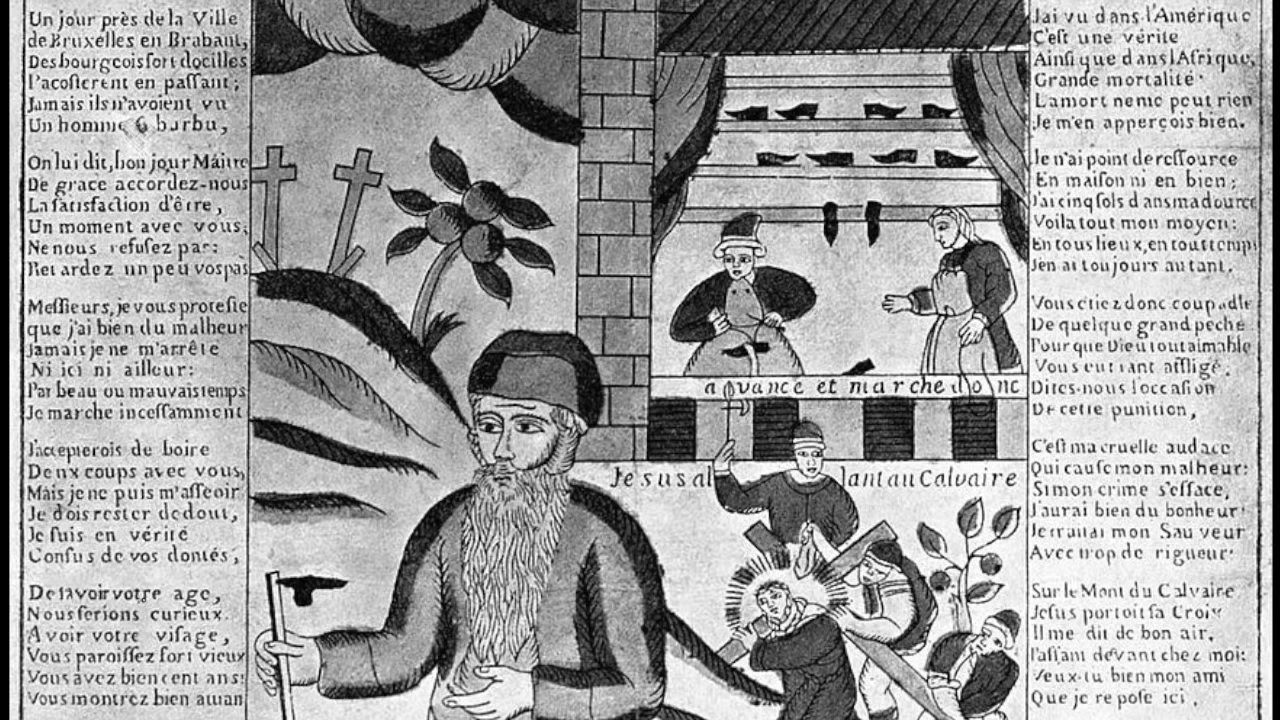 Un jour près de la Ville
de Bruxelles en Brabant,
Des bourgeois fort docilles
l'acosterent en passant;
Jamais ils n'avoient vu
Un homme barbu,
On lui dit, bon jour Maitre
De grace accordez-nous
La satisfaction d'être,
Un moment avec vous,
Ne nous refusez pas:
Retardez un peu vos pas
Messieurs, je vous proteste
que j'ai bien du malheur
Jamais je ne m'arrête
Ni ici ni ailleur:
Par beau ou mauvais temps
Je marche incessamment
J'accepterois de boire
Deux coups avec vous,
Mais je ne puis m'asseoir
Je dois rester debout,
Je suis en vérité
Confus de vos bontés,
De savoir votre age,
Nous serions curieux.
A voir votre visage,
Vous paroissez fort vieux
Vous avez bien cent ans:
Vous montrez bien autan
avance et marche donc
Jesus allant au Calvaire
J'ai vu dans l'Amérique
C'est une vérité
Ainsi que dans l'Afrique,
Grande mortalité
La mort ne me peut rien
Je m'en apperçois bien.
Je n'ai point de ressource
En maison ni en bien;
J'ai cinq sols dans ma bource
Voila tout mon moyen:
En tous lieux, en tout temps
J'en ai toujours autant.
Vous etiez donc coupable
De quelque grand peché
Pour que Dieu tout aimable
Vous eut tant affligé,
Dites-nous l'occasion
De cette punition,
C'est ma cruelle audace
Qui cause mon malheur:
Si mon crime s'efface,
J'aurai bien du bonheur
Je traitai mon Sauveur
Avec trop de rigueur
Sur le Mont du Calvaire
Jesus portoit sa Croix
Il me dit de bon air,
Passant devant chez moi:
Veux-tu bien mon ami
Que je repose ici,